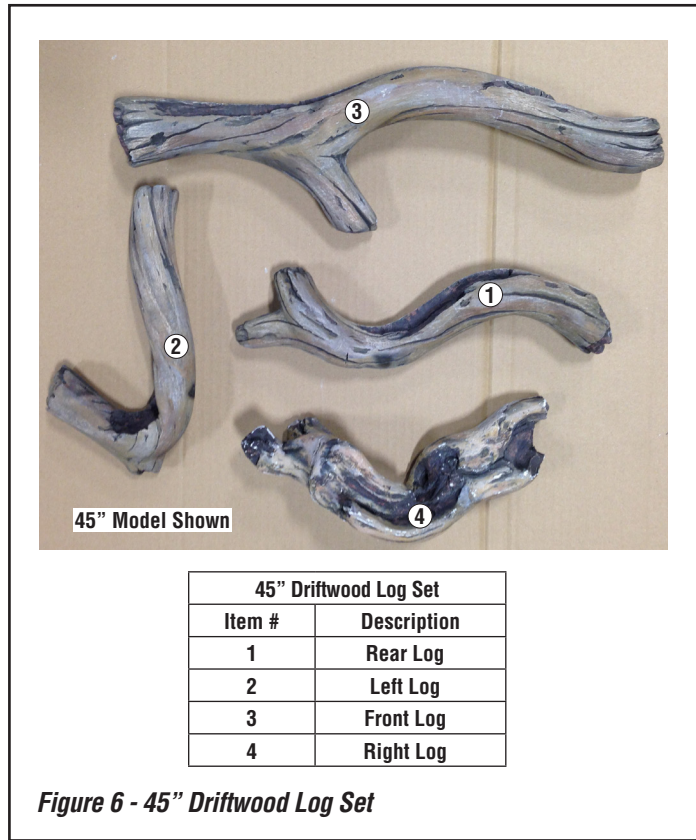 3
1
2
4
45” Model Shown
45” Driftwood Log Set
Item # Description
1 Rear Log
2 Left Log
3 Front Log
4 Right Log
Figure 6 - 45” Driftwood Log Set